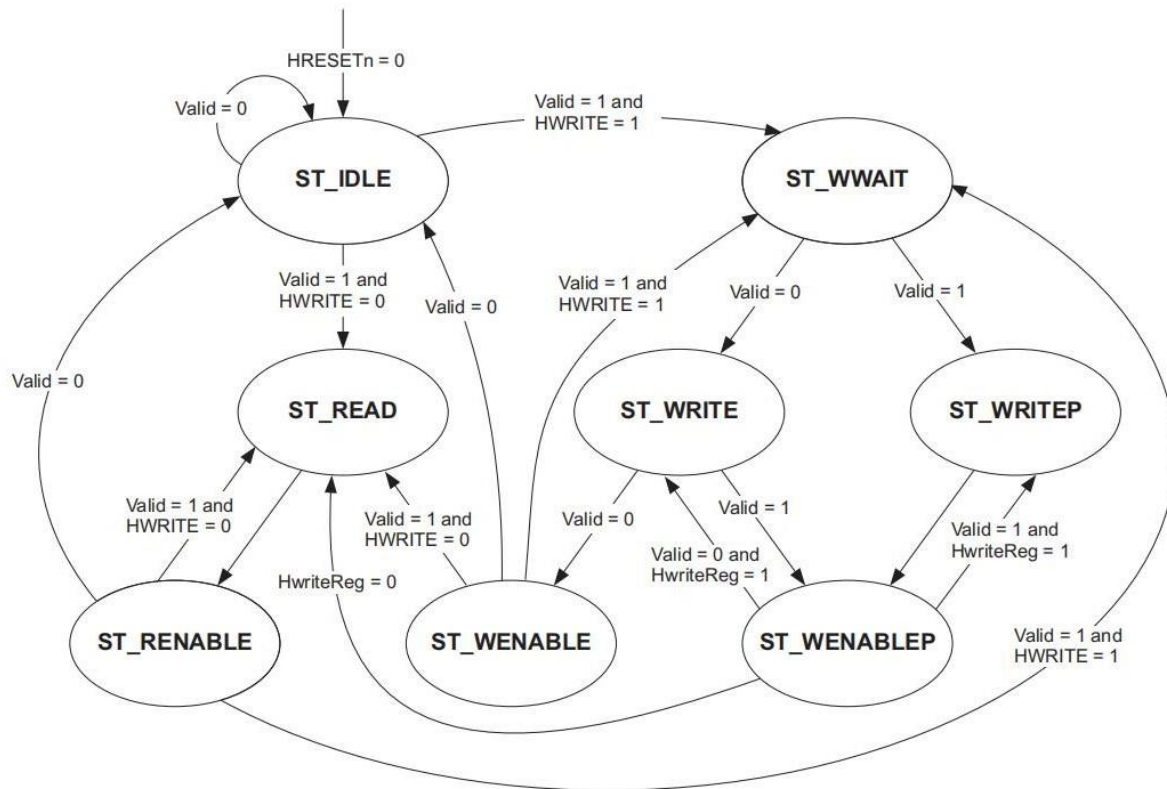 HRESETn = 0
Valid = 0
Valid = 1 and
HWRITE = 1
ST_IDLE
ST_WWAIT
Valid = 1 and
HWRITE = 0
Valid = 0
Valid = 1 and
HWRITE = 1
Valid = 0
Valid = 1
Valid = 0
ST_READ
ST_WRITE
ST_WRITEP
Valid = 1 and
HWRITE = 0
Valid = 1 and
HWRITE = 0
Valid = 0
Valid = 1
HwriteReg = 0
Valid = 0 and
HwriteReg = 1
Valid = 1 and
HwriteReg = 1
ST_RENABLE
ST_WENABLE
ST_WENABLEP
Valid = 1 and
HWRITE = 1